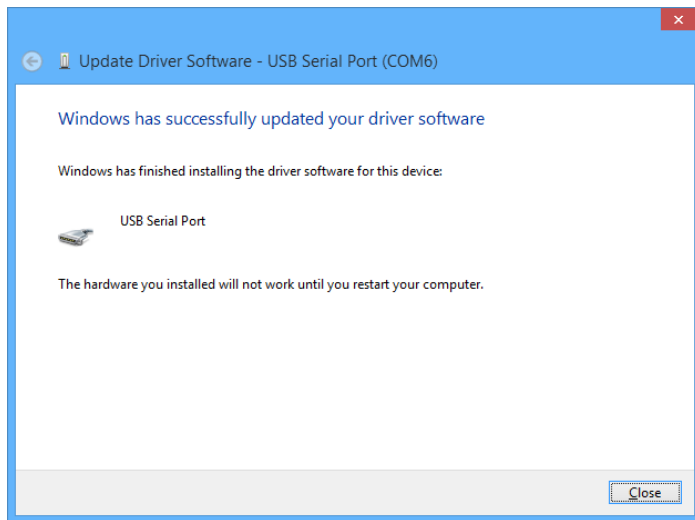 Update Driver Software - USB Serial Port (COM6)
Windows has successfully updated your driver software
Windows has finished installing the driver software for this device:
USB Serial Port
The hardware you installed will not work until you restart your computer.
Close